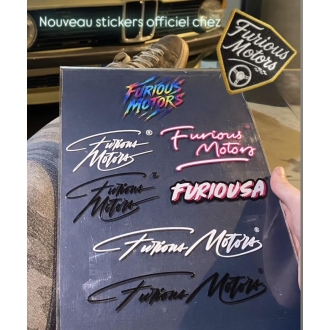 Nouveau stickers officiel chez
Furious
Motors
FURIOUS
MOTORS
Furious
Motors®
Furious
Motors
Furious
Motors®
FURIOUSA
Furious Motors®
Furious Motors®